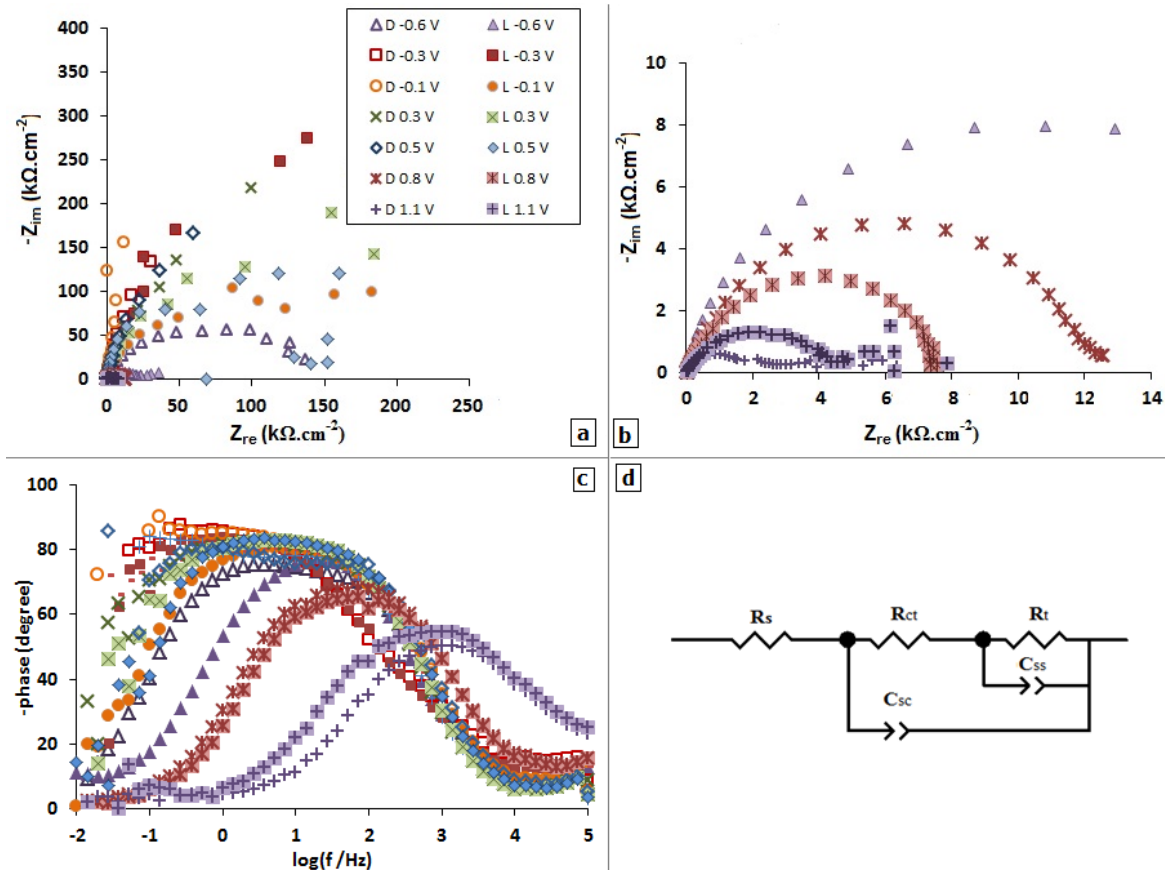 400
350
300
250
200
150
100
50
0
-Zim (kΩ.cm-2)
0 50 100 150 200 250
Zre (kΩ.cm-2)
D -0.6 V L -0.6 V
D -0.3 V L -0.3 V
D -0.1 V L -0.1 V
D 0.3 V L 0.3 V
D 0.5 V L 0.5 V
D 0.8 V L 0.8 V
D 1.1 V L 1.1 V
a
10
8
6
4
2
0
-Zim (kΩ.cm-2)
0 2 4 6 8 10 12 14
Zre (kΩ.cm-2)
b
100
80
60
40
20
0
-phase (degree)
-2 -1 0 1 2 3 4 5
log(f /Hz)
c
d
Rs Rct Rt
Css
Csc